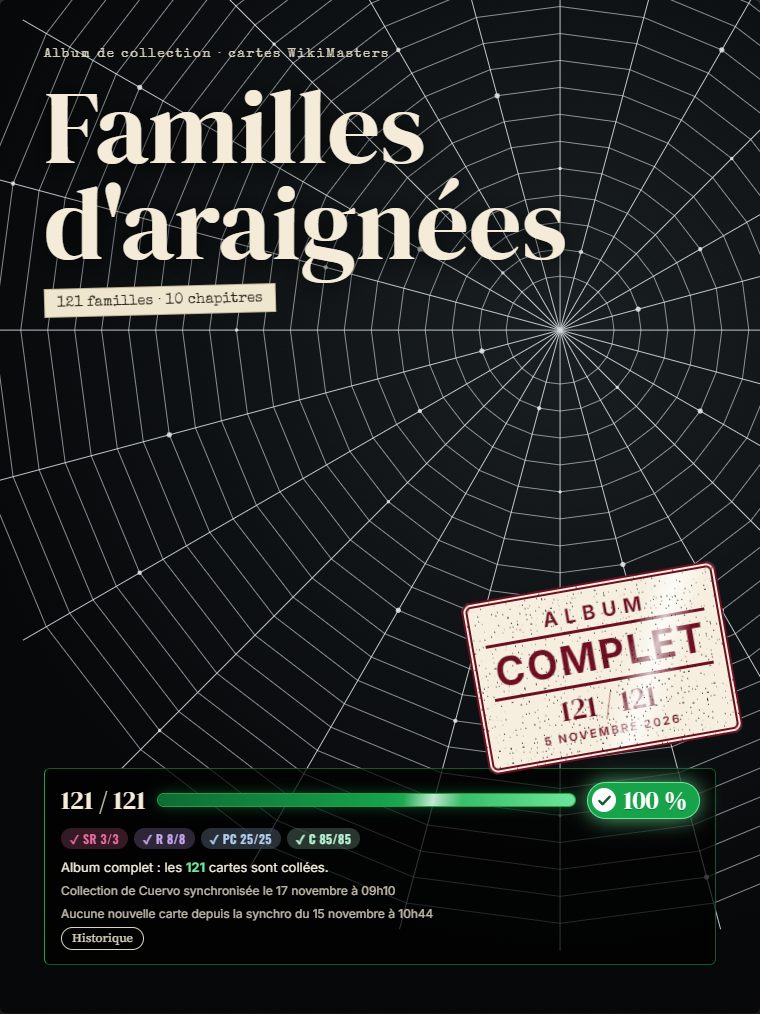 Album de collection · cartes WikiMasters
Familles
d'araignées
121 familles · 10 chapitres
ALBUM
COMPLET
121 / 121
5 NOVEMBRE 2026
121 / 121
100 %
✓ SR 3/3 ✓ R 8/8 ✓ PC 25/25 ✓ C 85/85
Album complet : les 121 cartes sont collées.
Collection de Cuervo synchronisée le 17 novembre à 09h10
Aucune nouvelle carte depuis la synchro du 15 novembre à 10h44
Historique